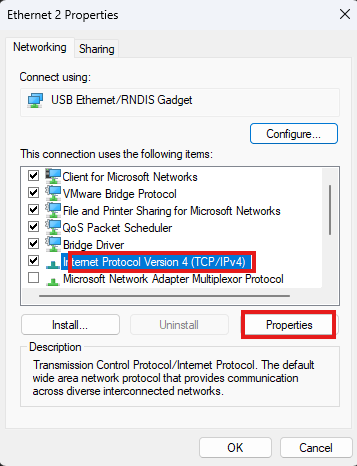 Ethernet 2 Properties
Networking
Sharing
Connect using:
USB Ethernet/RNDIS Gadget
Configure...
This connection uses the following items:
Client for Microsoft Networks
VMware Bridge Protocol
File and Printer Sharing for Microsoft Networks
QoS Packet Scheduler
Bridge Driver
Internet Protocol Version 4 (TCP/IPv4)
Microsoft Network Adapter Multiplexor Protocol
Install...
Uninstall
Properties
Description
Transmission Control Protocol/Internet Protocol. The default
wide area network protocol that provides communication
across diverse interconnected networks.
OK
Cancel